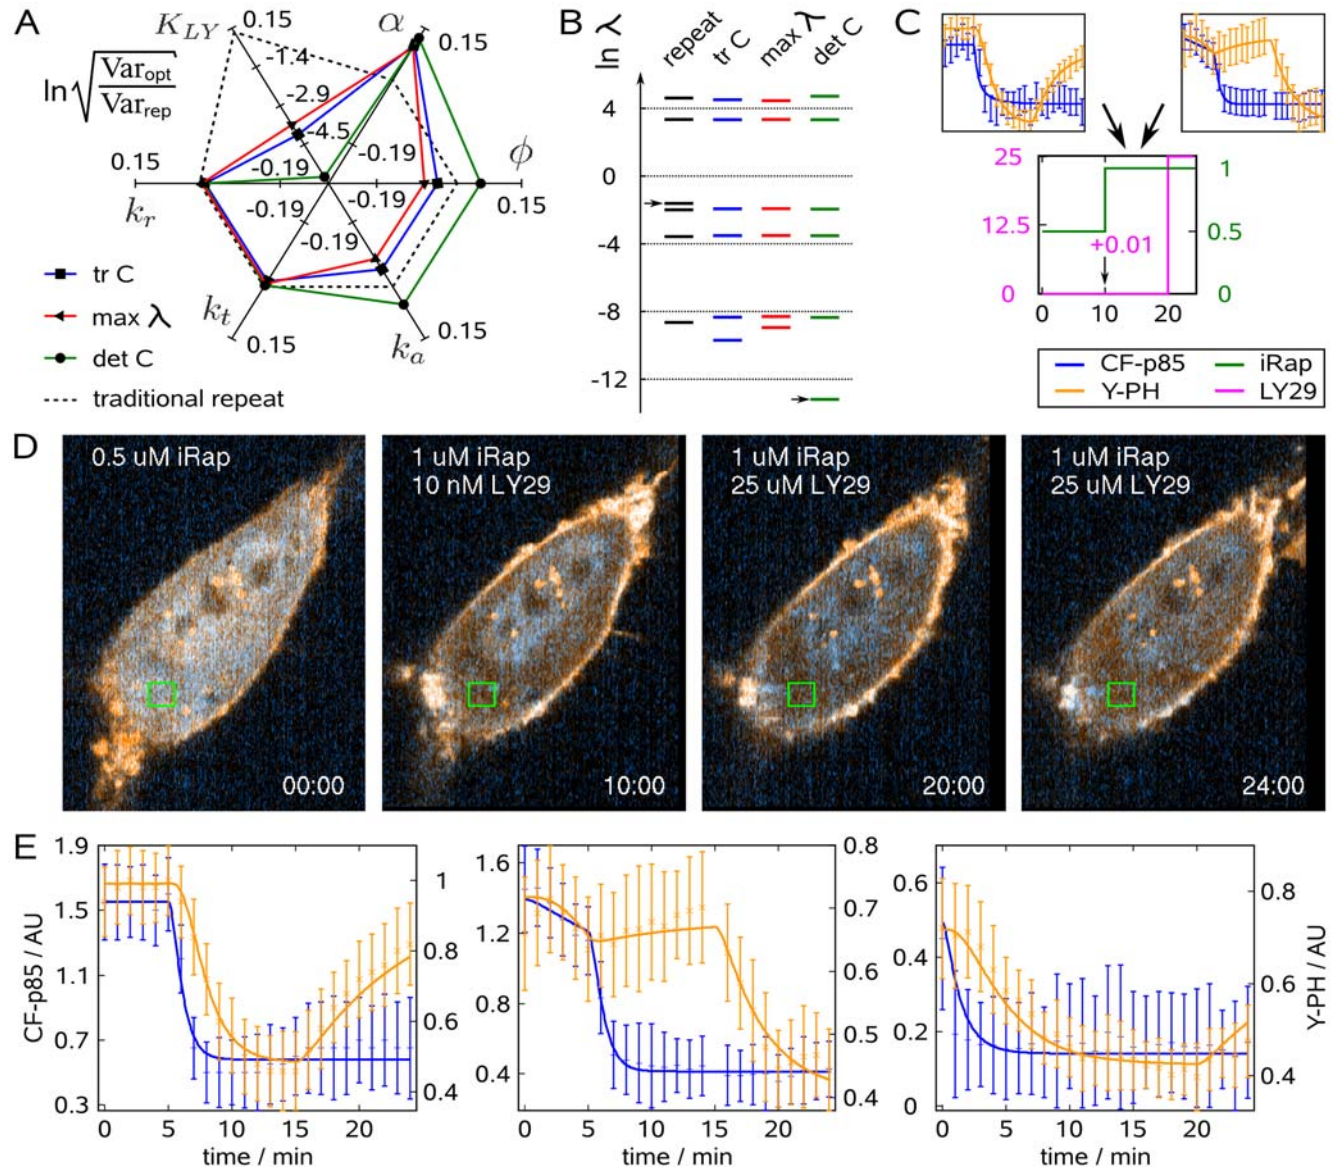 A
K_LY
0.15
α
0.15
ln√(Var_opt/Var_rep)
-1.4
-2.9
-4.5
-0.19
-0.19
-0.19
-0.19
-0.19
ϕ
0.15
0.15
k_r
k_t
0.15
k_a
0.15
tr C
max λ
det C
traditional repeat
B
ln λ
repeat
tr C
max λ
det C
4
0
-4
-8
-12
C
25
12.5
0
1
0.5
0
+0.01
0 10 20
CF-p85
iRap
Y-PH
LY29
D
0.5 uM iRap
00:00
1 uM iRap
10 nM LY29
10:00
1 uM iRap
25 uM LY29
20:00
1 uM iRap
25 uM LY29
24:00
E
CF-p85 / AU
1.9
1.5
1.1
0.7
0.3
1
0.8
0.6
0.4
0 5 10 15 20
time / min
1.6
1.2
0.8
0.4
0.8
0.7
0.6
0.5
0.4
0 5 10 15 20
time / min
0.6
0.4
0.2
0
0.8
0.6
0.4
Y-PH / AU
0 5 10 15 20
time / min